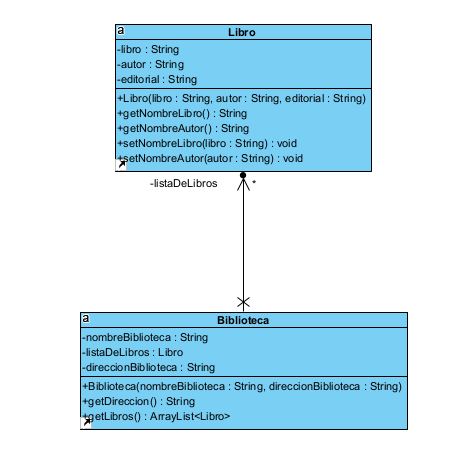 a
Libro
-libro : String
-autor : String
-editorial : String
+Libro(libro : String, autor : String, editorial : String)
+getNombreLibro() : String
+getNombreAutor() : String
+setNombreLibro(libro : String) : void
+setNombreAutor(autor : String) : void
-listaDeLibros *
a
Biblioteca
-nombreBiblioteca : String
-listaDeLibros : Libro
-direccionBiblioteca : String
+Biblioteca(nombreBiblioteca : String, direccionBiblioteca : String)
+getDireccion() : String
+getLibros() : ArrayList<Libro>